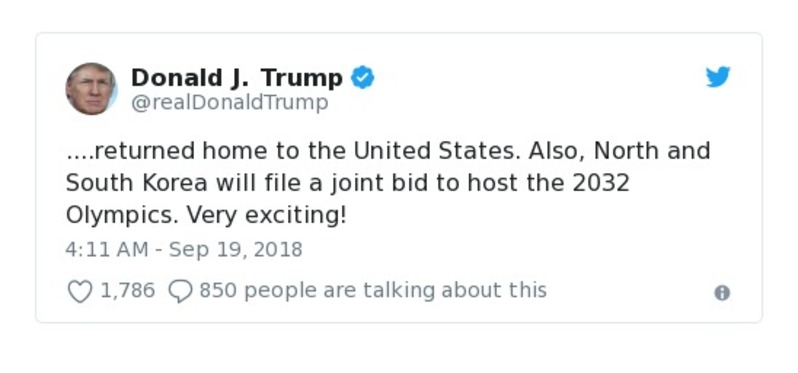 Donald J. Trump
@realDonaldTrump
....returned home to the United States. Also, North and
South Korea will file a joint bid to host the 2032
Olympics. Very exciting!
4:11 AM - Sep 19, 2018
1,786 850 people are talking about this